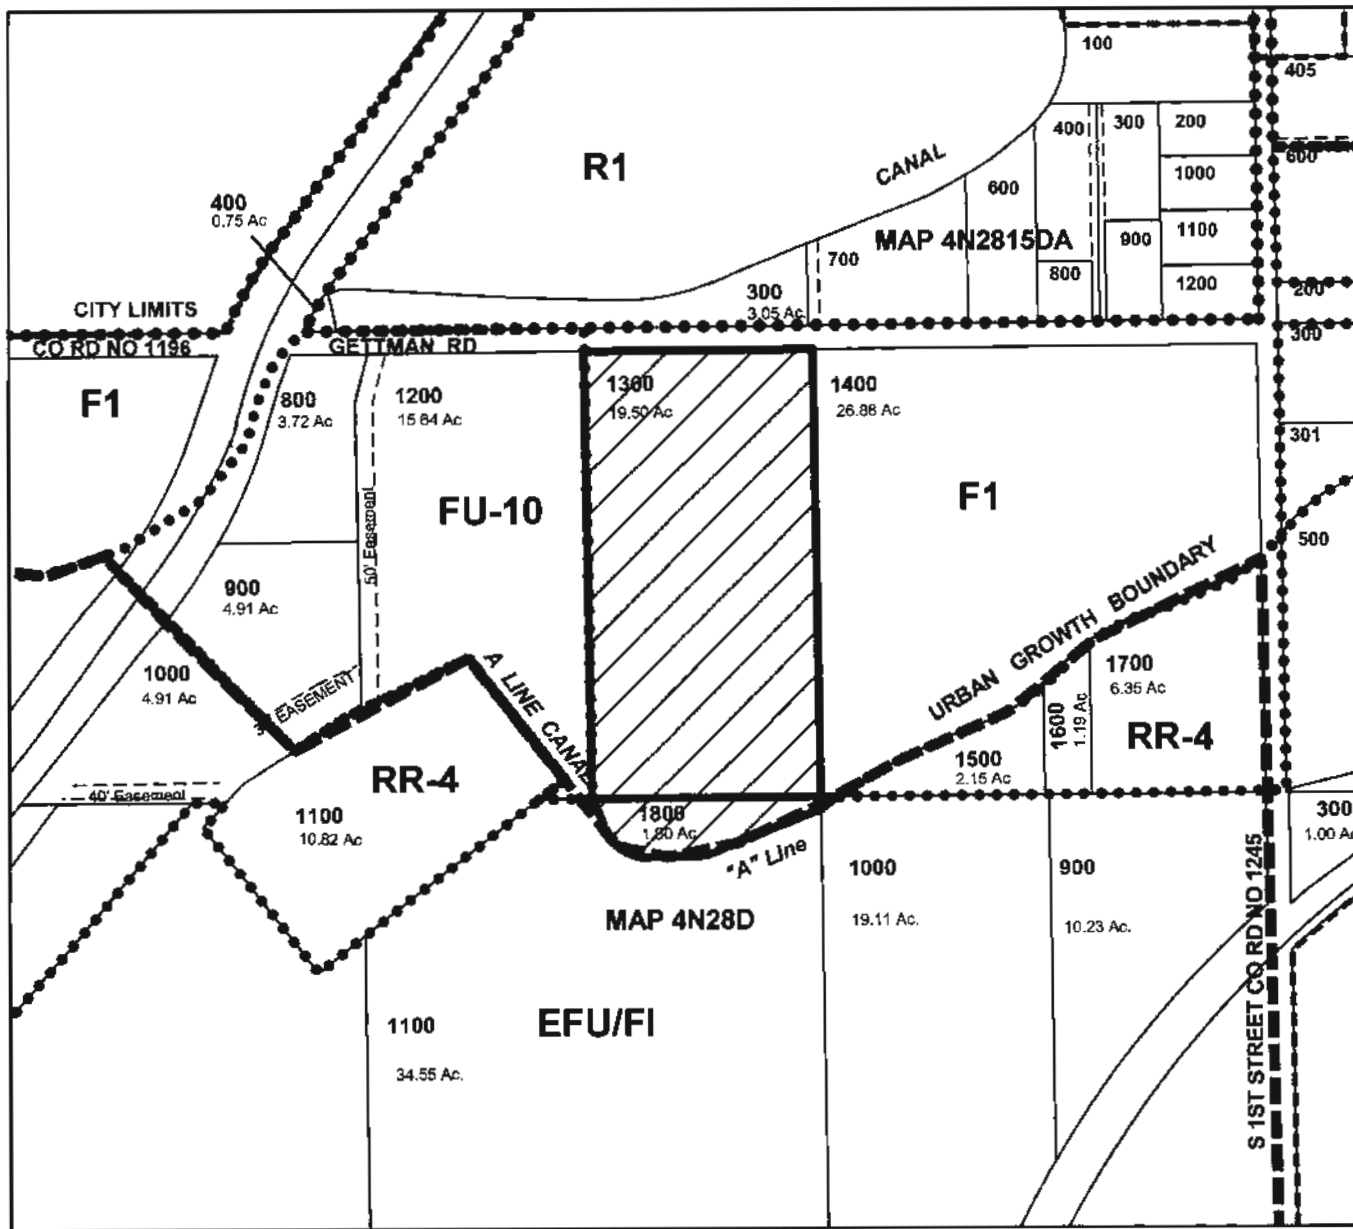 100
405
R1
400
300
200
600
CANAL
600
1000
400
0.75 Ac
MAP 4N2815DA
900
1100
700
800
1200
200
300
3.05 Ac
CITY LIMITS
300
CO RD NO 1196
GETTMAN RD
F1
800
3.72 Ac
1200
15.64 Ac
1300
19.50 Ac
1400
26.88 Ac
301
FU-10
F1
50' Easement
500
900
4.91 Ac
URBAN GROWTH BOUNDARY
1000
4.91 Ac
EASEMENT
A LINE CANAL
1700
6.35 Ac
1600
1.19 Ac
RR-4
RR-4
1500
2.15 Ac
40' Easement
1100
10.82 Ac
1800
1.80 Ac
"A" Line
300
1.00 Ac
1000
19.11 Ac.
900
10.23 Ac.
MAP 4N28D
S 1ST STREET CO RD NO 1245
1100
34.55 Ac.
EFU/FI